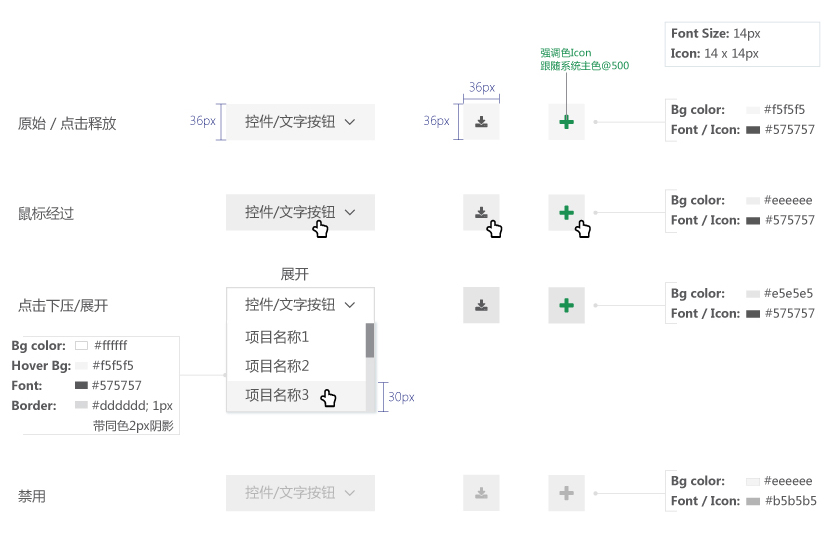 Font Size: 14px
Icon: 14 x 14px
强调色Icon
跟随系统主色@500
36px
原始 / 点击释放
36px
控件/文字按钮
36px
Bg color: #f5f5f5
Font / Icon: #575757
鼠标经过
控件/文字按钮
Bg color: #eeeeee
Font / Icon: #575757
展开
点击下压/展开
控件/文字按钮
Bg color: #e5e5e5
Font / Icon: #575757
项目名称1
项目名称2
项目名称3
30px
Bg color: #ffffff
Hover Bg: #f5f5f5
Font: #575757
Border: #dddddd; 1px
带同色2px阴影
禁用
控件/文字按钮
Bg color: #eeeeee
Font / Icon: #b5b5b5